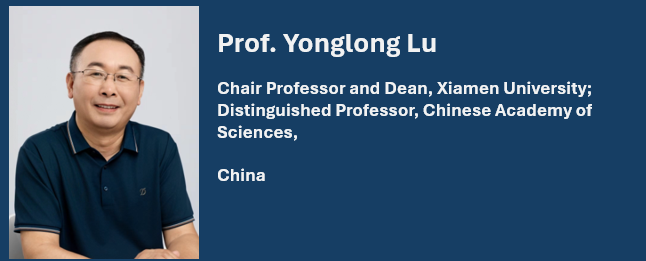 Prof. Yonglong Lu
Chair Professor and Dean, Xiamen University;
Distinguished Professor, Chinese Academy of
Sciences,
China